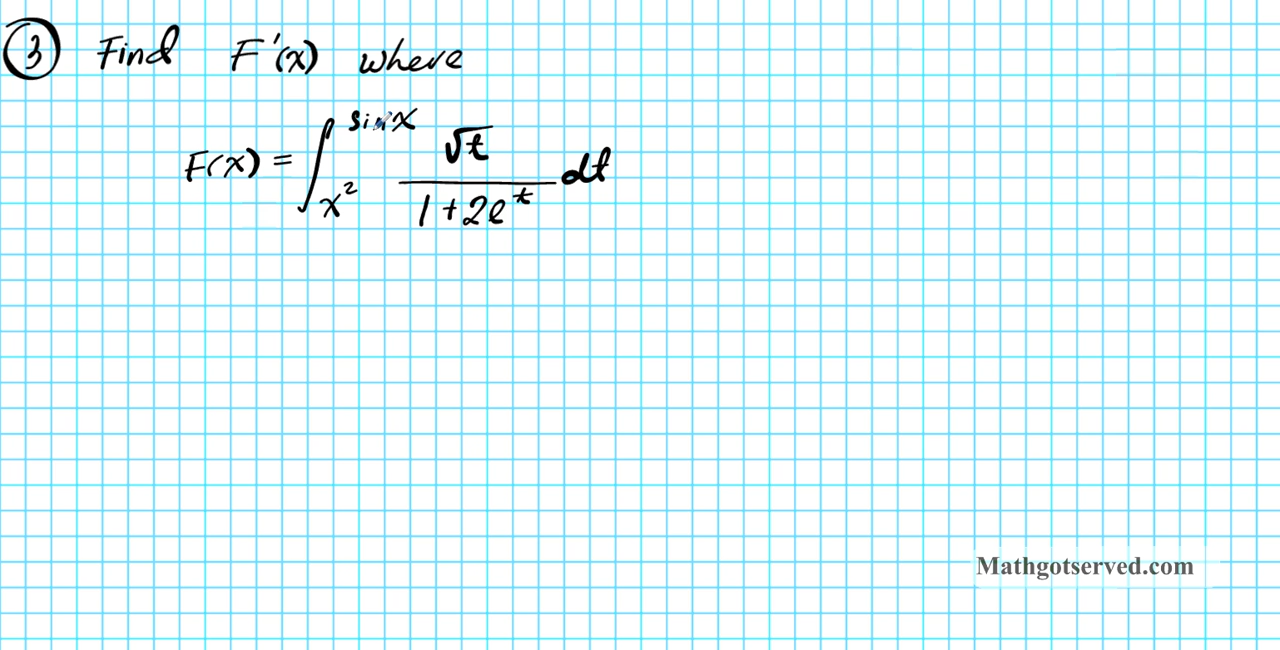 ③ Find F'(x) where
F(x) = ∫_{x²}^{sin x} √t / (1 + 2e^t) dt
Mathgotserved.com